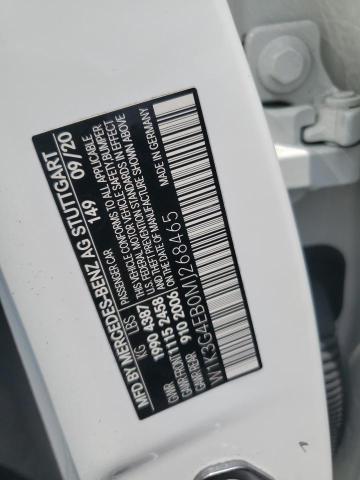 MFD BY MERCEDES-BENZ AG STUTTGART
09/20
149
PASSENGER CAR
THIS VEHICLE CONFORMS TO ALL APPLICABLE
U.S. FEDERAL MOTOR VEHICLE SAFETY, BUMPER
AND THEFT PREVENTION STANDARDS IN EFFECT
ON THE DATE OF MANUFACTURE SHOWN ABOVE
MADE IN GERMANY
KG LBS
GVWR 1990 4387
GAWR FRONT 1115 2458
GAWR REAR 910 2006
W1K3G4EB0MJ268465